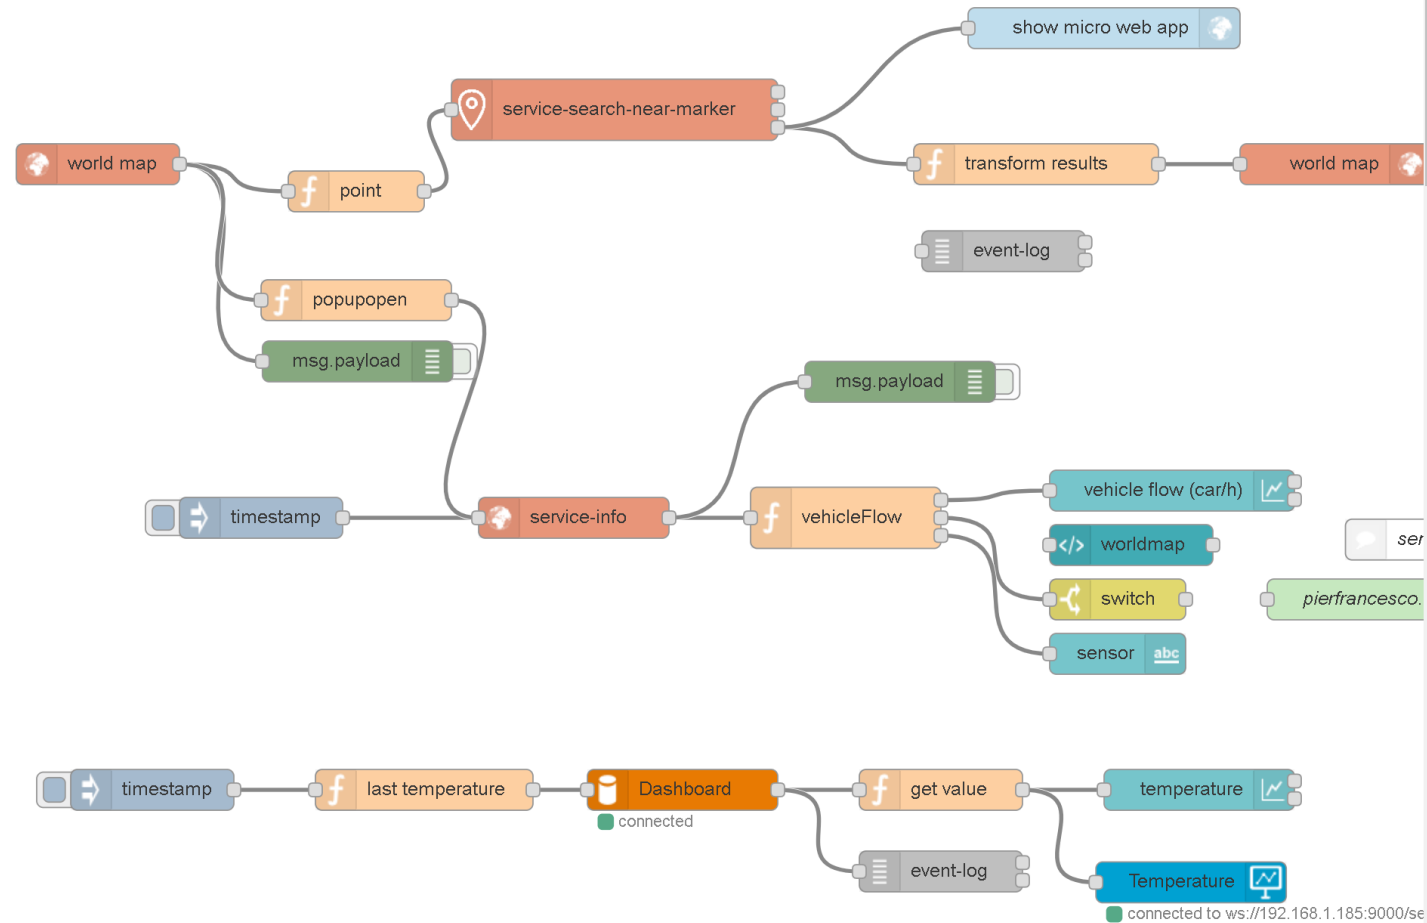 show micro web app
service-search-near-marker
world map
transform results
world map
point
event-log
popupopen
msg.payload
msg.payload
vehicle flow (car/h)
timestamp
service-info
vehicleFlow
worldmap
ser
switch
pierfrancesco.
sensor
abc
timestamp
last temperature
Dashboard
get value
temperature
connected
event-log
Temperature
connected to ws://192.168.1.185:9000/se